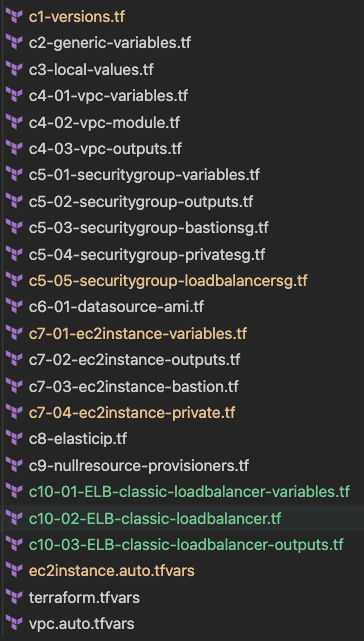 c1-versions.tf
c2-generic-variables.tf
c3-local-values.tf
c4-01-vpc-variables.tf
c4-02-vpc-module.tf
c4-03-vpc-outputs.tf
c5-01-securitygroup-variables.tf
c5-02-securitygroup-outputs.tf
c5-03-securitygroup-bastionsg.tf
c5-04-securitygroup-privatesg.tf
c5-05-securitygroup-loadbalancersg.tf
c6-01-datasource-ami.tf
c7-01-ec2instance-variables.tf
c7-02-ec2instance-outputs.tf
c7-03-ec2instance-bastion.tf
c7-04-ec2instance-private.tf
c8-elasticip.tf
c9-nullresource-provisioners.tf
c10-01-ELB-classic-loadbalancer-variables.tf
c10-02-ELB-classic-loadbalancer.tf
c10-03-ELB-classic-loadbalancer-outputs.tf
ec2instance.auto.tfvars
terraform.tfvars
vpc.auto.tfvars